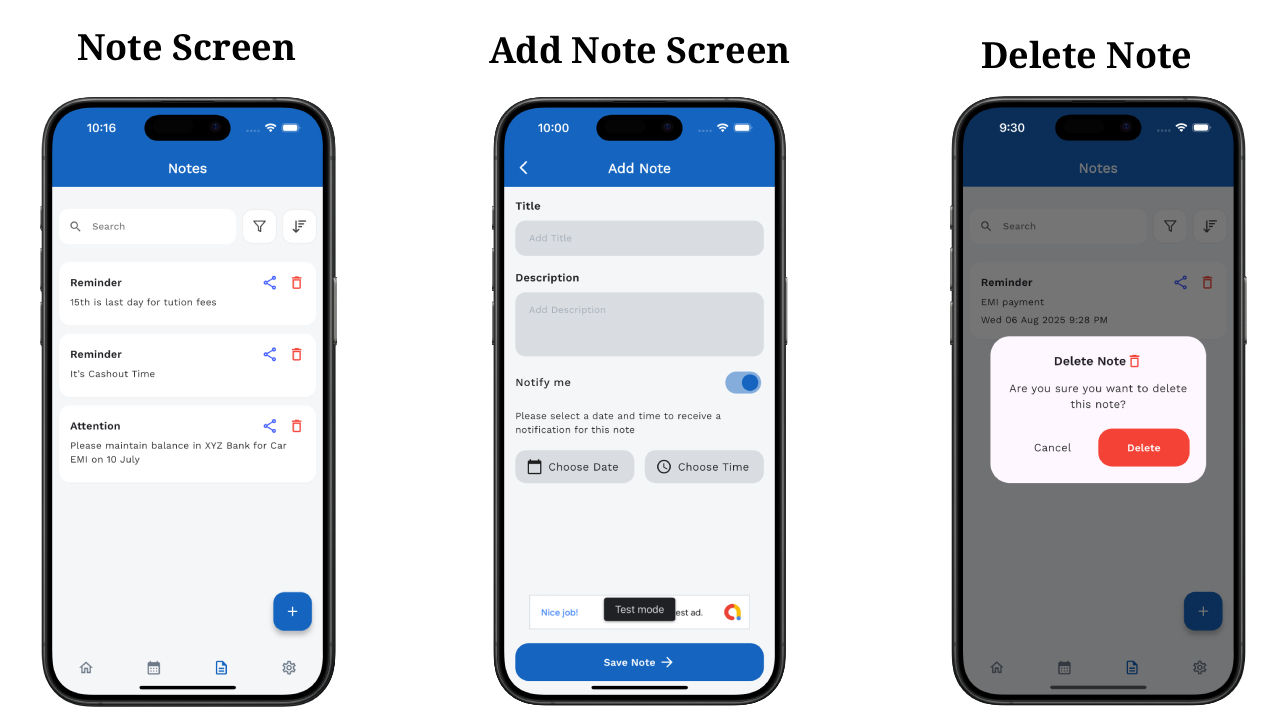 Note Screen
10:16
Notes
Search
Reminder
15th is last day for tution fees
Reminder
It's Cashout Time
Attention
Please maintain balance in XYZ Bank for Car
EMI on 10 July
+
Add Note Screen
10:00
Add Note
Title
Add Title
Description
Add Description
Notify me
Please select a date and time to receive a
notification for this note
Choose Date
Choose Time
Nice job!
Test mode
est ad.
Save Note →
Delete Note
9:30
Notes
Search
Reminder
EMI payment
Wed 06 Aug 2025 9:28 PM
Delete Note
Are you sure you want to delete
this note?
Cancel
Delete
+